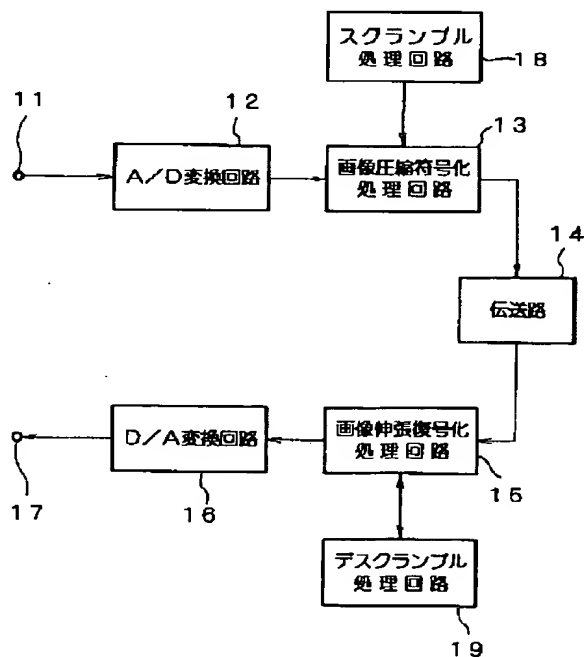 スクランブル
処理回路
18
11
12
13
A/D変換回路
画像圧縮符号化
処理回路
14
伝送路
D/A変換回路
画像伸張復号化
処理回路
17
16
15
デスクランブル
処理回路
19